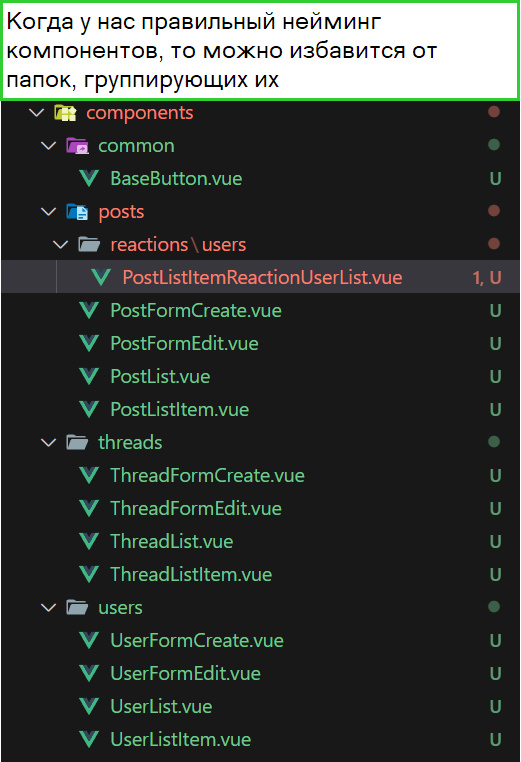 Когда у нас правильный нейминг
компонентов, то можно избавится от
папок, группирующих их
components
common
BaseButton.vue U
posts
reactions\users
PostListItemReactionUserList.vue 1, U
PostFormCreate.vue U
PostFormEdit.vue U
PostList.vue U
PostListItem.vue U
threads
ThreadFormCreate.vue U
ThreadFormEdit.vue U
ThreadList.vue U
ThreadListItem.vue U
users
UserFormCreate.vue U
UserFormEdit.vue U
UserList.vue U
UserListItem.vue U